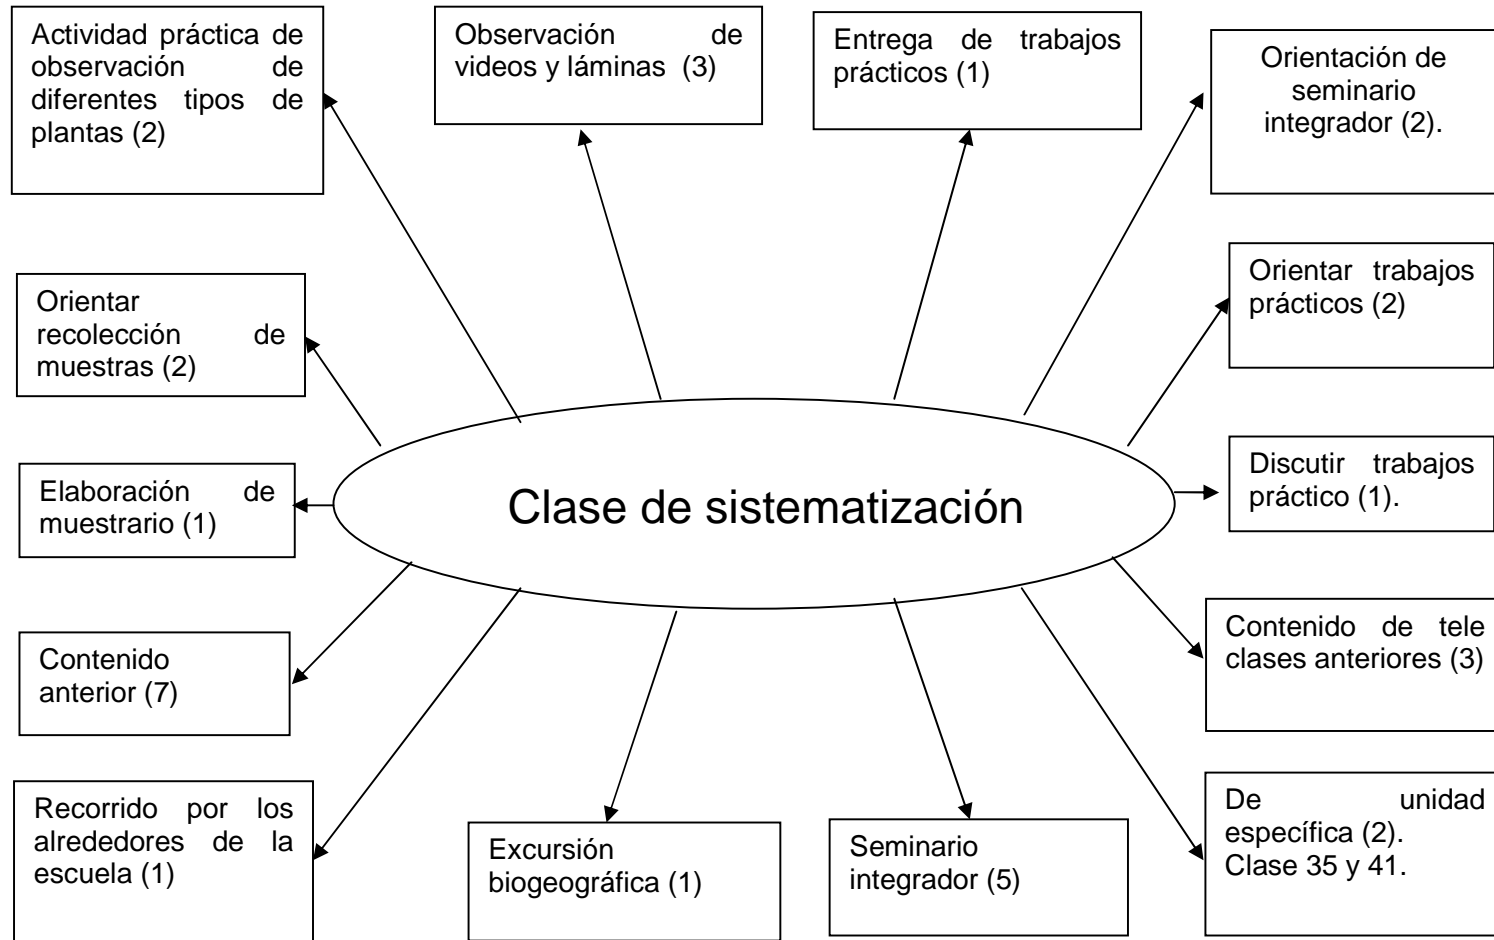 Actividad práctica de
observación de
diferentes tipos de
plantas (2)
Observación de
videos y láminas (3)
Entrega de trabajos
prácticos (1)
Orientación de
seminario
integrador (2).
Orientar
recolección de
muestras (2)
Orientar trabajos
prácticos (2)
Elaboración de
muestrario (1)
Clase de sistematización
Discutir trabajos
práctico (1).
Contenido
anterior (7)
Contenido de tele
clases anteriores (3)
Recorrido por los
alrededores de la
escuela (1)
Excursión
biogeográfica (1)
Seminario
integrador (5)
De unidad
específica (2).
Clase 35 y 41.